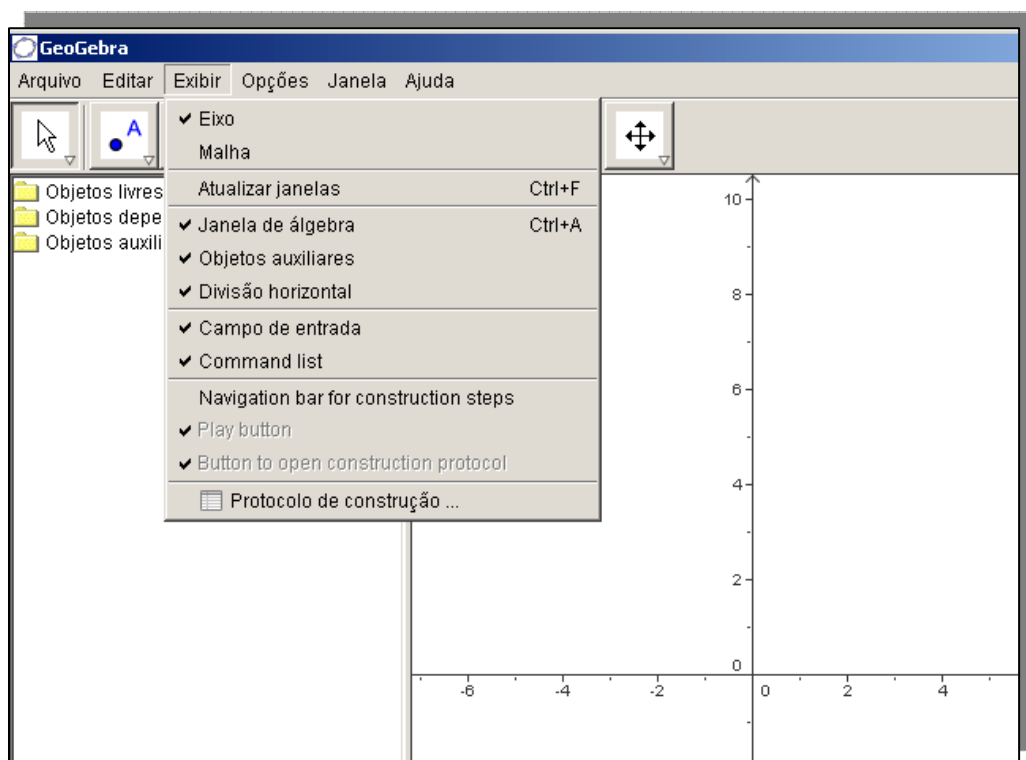 GeoGebra
Arquivo Editar Exibir Opções Janela Ajuda
A
Eixo
Malha
Atualizar janelas Ctrl+F
Janela de álgebra Ctrl+A
Objetos auxiliares
Divisão horizontal
Campo de entrada
Command list
Navigation bar for construction steps
Play button
Button to open construction protocol
Protocolo de construção ...
Objetos livres
Objetos depe
Objetos auxili
10
8
6
4
2
0
-6 -4 -2 0 2 4